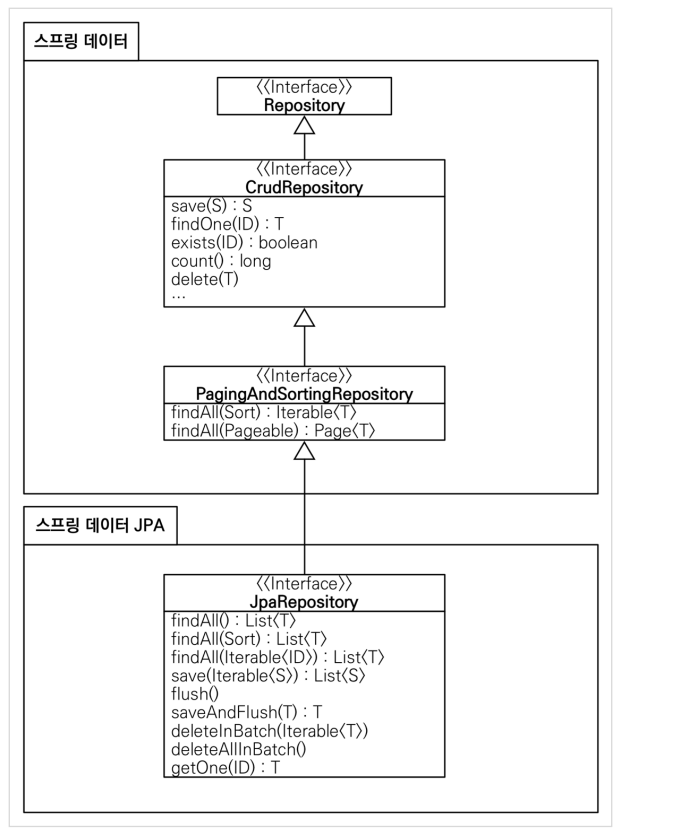 스프링 데이터
《Interface》
Repository
《Interface》
CrudRepository
save(S) : S
findOne(ID) : T
exists(ID) : boolean
count() : long
delete(T)
…
《Interface》
PagingAndSortingRepository
findAll(Sort) : Iterable〈T〉
findAll(Pageable) : Page〈T〉
스프링 데이터 JPA
《Interface》
JpaRepository
findAll() : List〈T〉
findAll(Sort) : List〈T〉
findAll(Iterable〈ID〉) : List〈T〉
save(Iterable〈S〉) : List〈S〉
flush()
saveAndFlush(T) : T
deleteInBatch(Iterable〈T〉)
deleteAllInBatch()
getOne(ID) : T